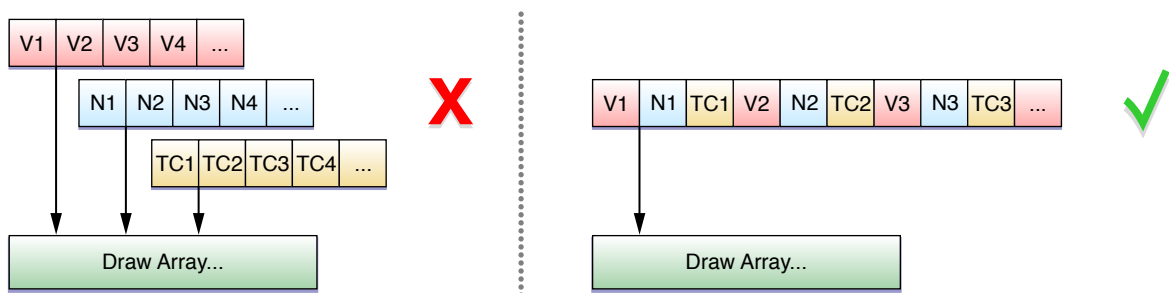 V1 V2 V3 V4 ...
N1 N2 N3 N4 ...
TC1 TC2 TC3 TC4 ...
Draw Array...
X
V1 N1 TC1 V2 N2 TC2 V3 N3 TC3 ...
Draw Array...